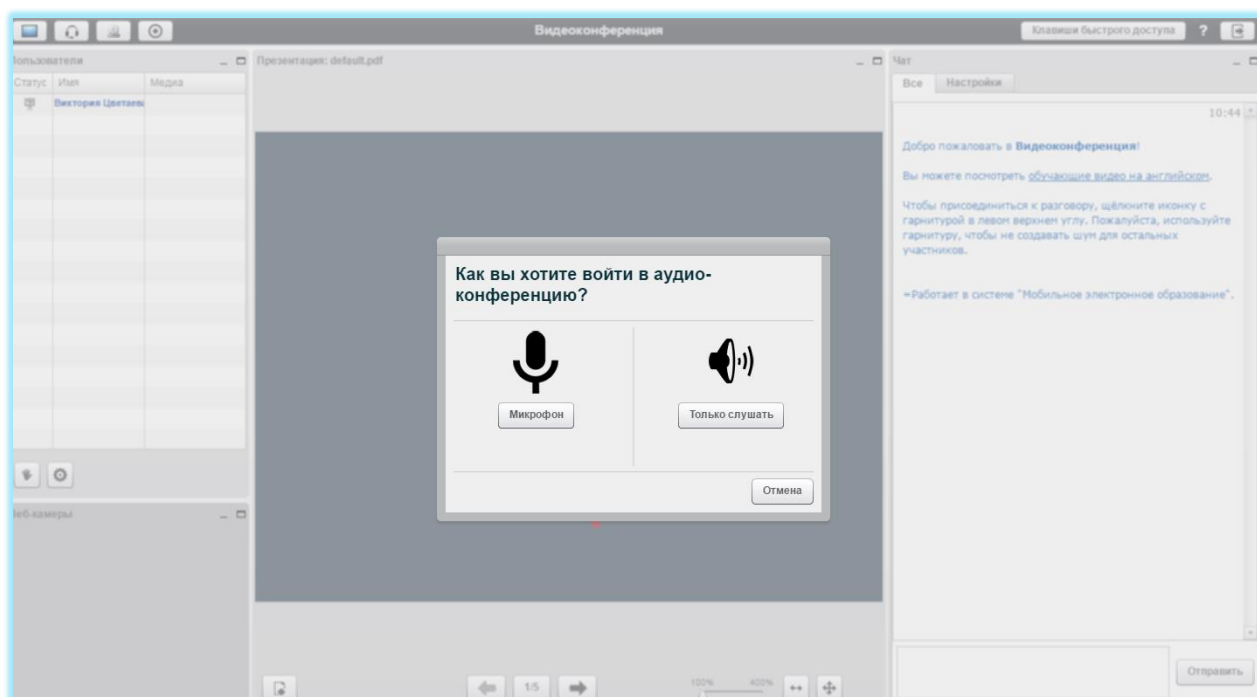 Видеоконференция
Клавиши быстрого доступа
?
Пользователи
Статус Имя Медиа
Виктория Цветаева
Презентация: default.pdf
Как вы хотите войти в аудио-
конференцию?
Микрофон
Только слушать
Отмена
Веб-камеры
1/5
100% 400%
Чат
Все Настройки
10:44
Добро пожаловать в Видеоконференция!
Вы можете посмотреть обучающие видео на английском.
Чтобы присоединиться к разговору, щёлкните иконку с
гарнитурой в левом верхнем углу. Пожалуйста, используйте
гарнитуру, чтобы не создавать шум для остальных
участников.
=Работает в системе "Мобильное электронное образование".
Отправить